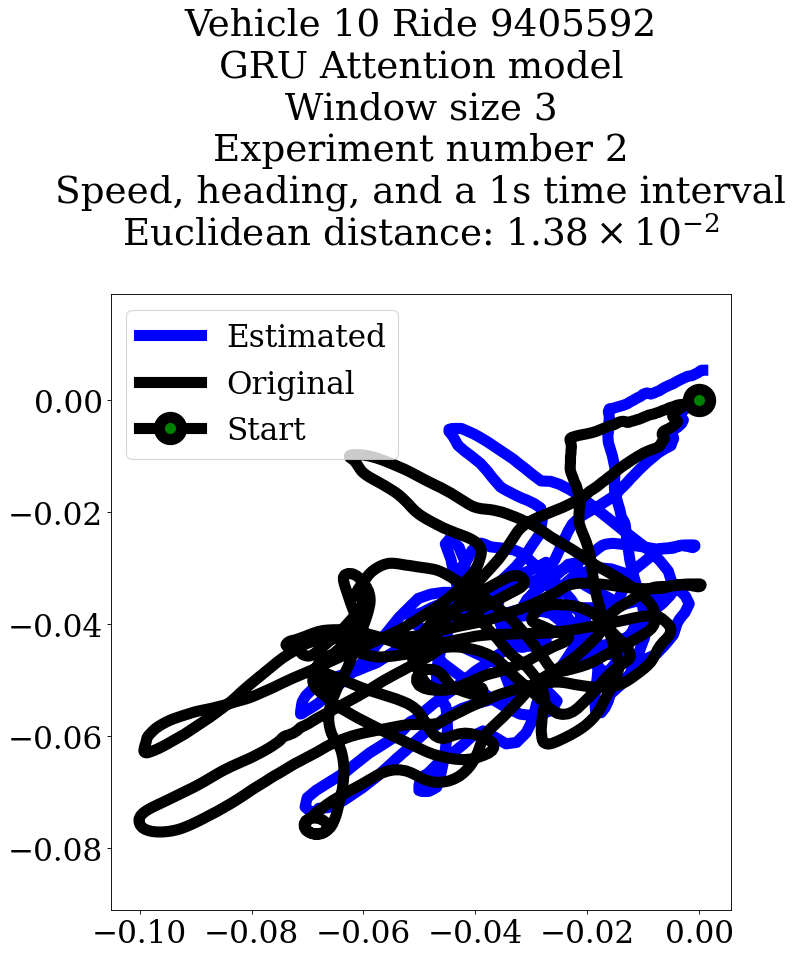 Vehicle 10 Ride 9405592
GRU Attention model
Window size 3
Experiment number 2
Speed, heading, and a 1s time interval
Euclidean distance: 1.38 × 10⁻²
Estimated
Original
Start
0.00
−0.02
−0.04
−0.06
−0.08
−0.10 −0.08 −0.06 −0.04 −0.02 0.00